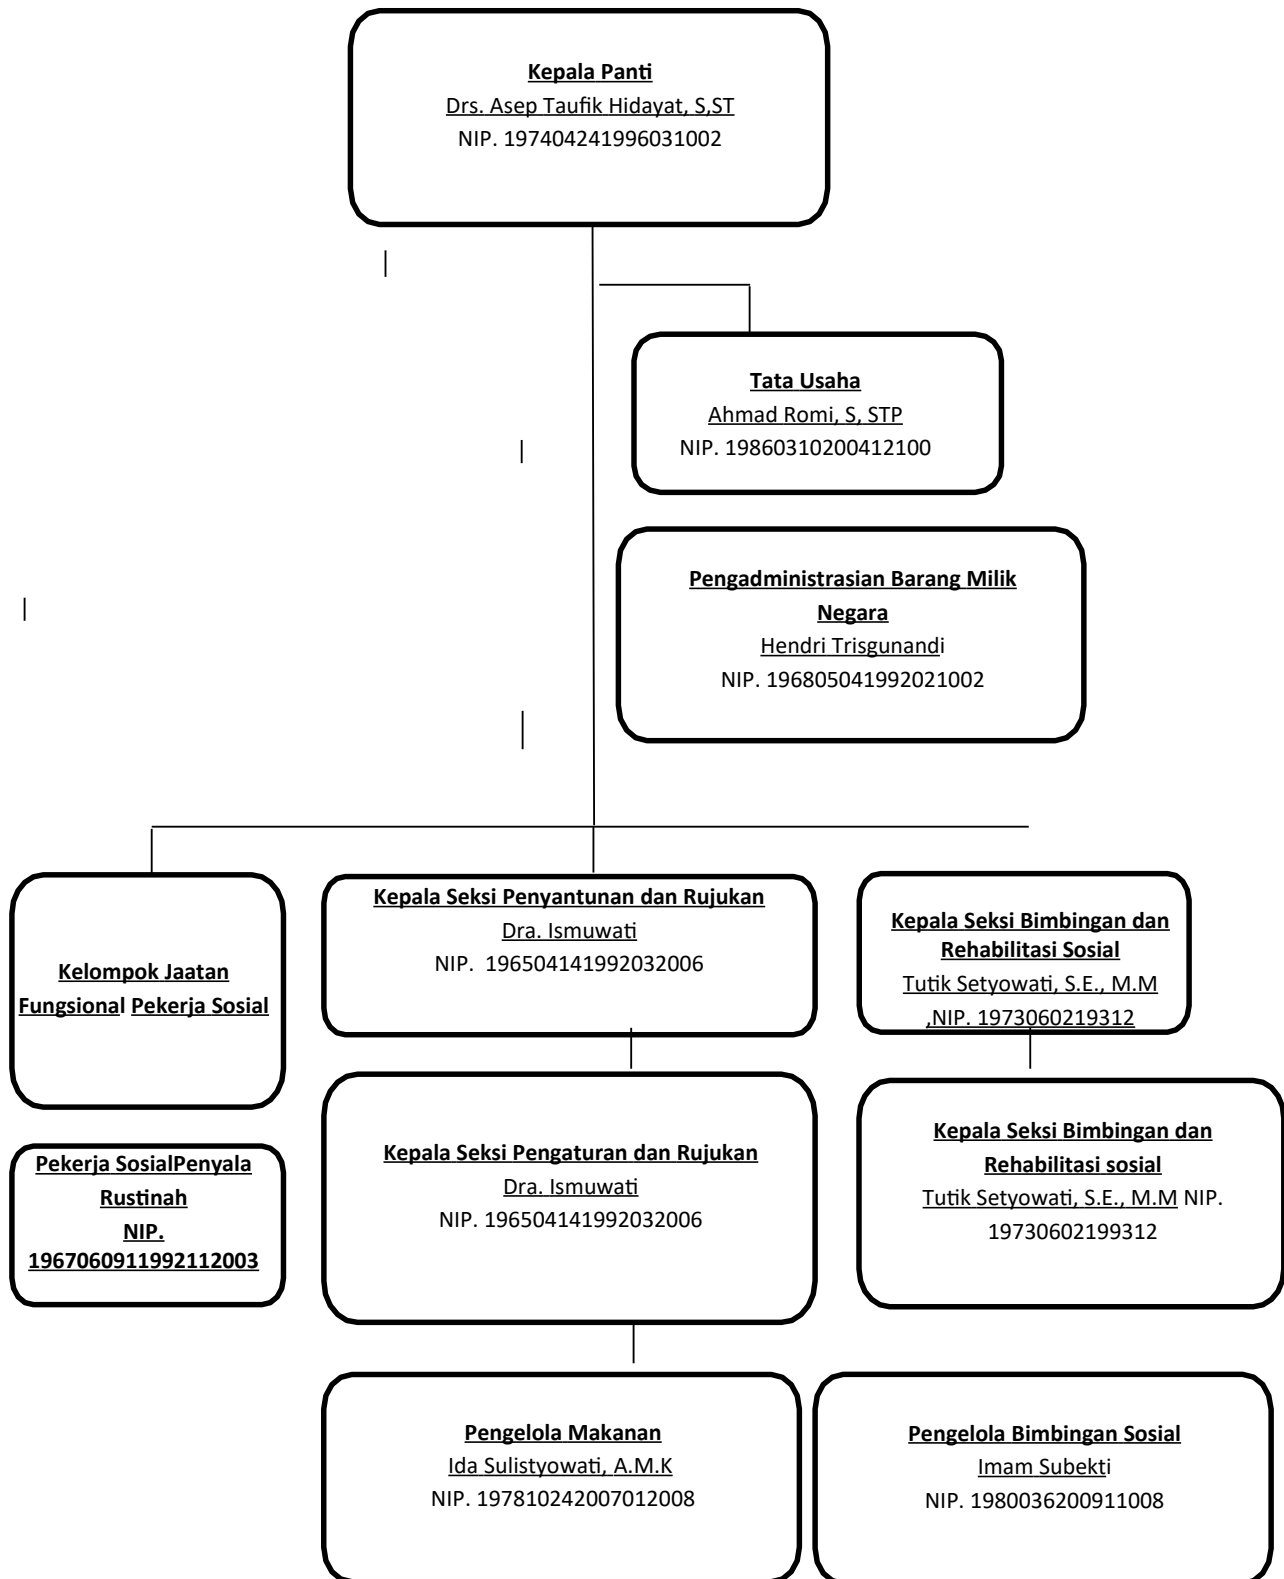 Kepala Panti
Drs. Asep Taufik Hidayat, S,ST
NIP. 197404241996031002
Tata Usaha
Ahmad Romi, S, STP
NIP. 19860310200412100
Pengadministrasian Barang Milik
Negara
Hendri Trisgunandi
NIP. 196805041992021002
Kelompok Jaatan
Fungsional Pekerja Sosial
Kepala Seksi Penyantunan dan Rujukan
Dra. Ismuwati
NIP.  196504141992032006
Kepala Seksi Bimbingan dan
Rehabilitasi Sosial
Tutik Setyowati, S.E., M.M
,NIP. 1973060219312
Pekerja SosialPenyala
Rustinah
NIP.
1967060911992112003
Kepala Seksi Pengaturan dan Rujukan
Dra. Ismuwati
NIP. 196504141992032006
Kepala Seksi Bimbingan dan
Rehabilitasi sosial
Tutik Setyowati, S.E., M.M NIP.
19730602199312
Pengelola Makanan
Ida Sulistyowati, A.M.K
NIP. 197810242007012008
Pengelola Bimbingan Sosial
Imam Subekti
NIP. 1980036200911008